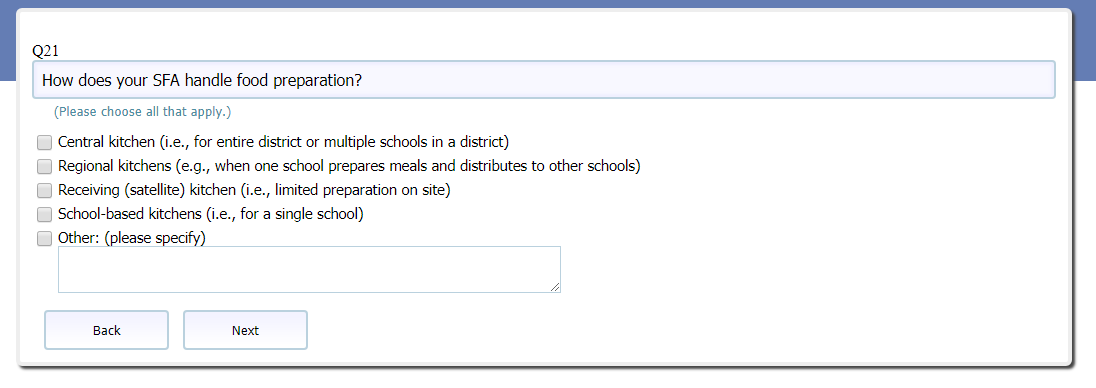 Q21
How does your SFA handle food preparation?
(Please choose all that apply.)
Central kitchen (i.e., for entire district or multiple schools in a district)
Regional kitchens (e.g., when one school prepares meals and distributes to other schools)
Receiving (satellite) kitchen (i.e., limited preparation on site)
School-based kitchens (i.e., for a single school)
Other: (please specify)
Back Next